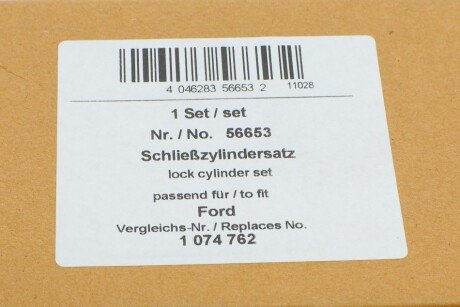 4 046283 56653 2 11028
1 Set / set
Nr. / No. 56653
Schließzylindersatz
lock cylinder set
passend für / to fit
Ford
Vergleichs-Nr. / Replaces No.
1 074 762